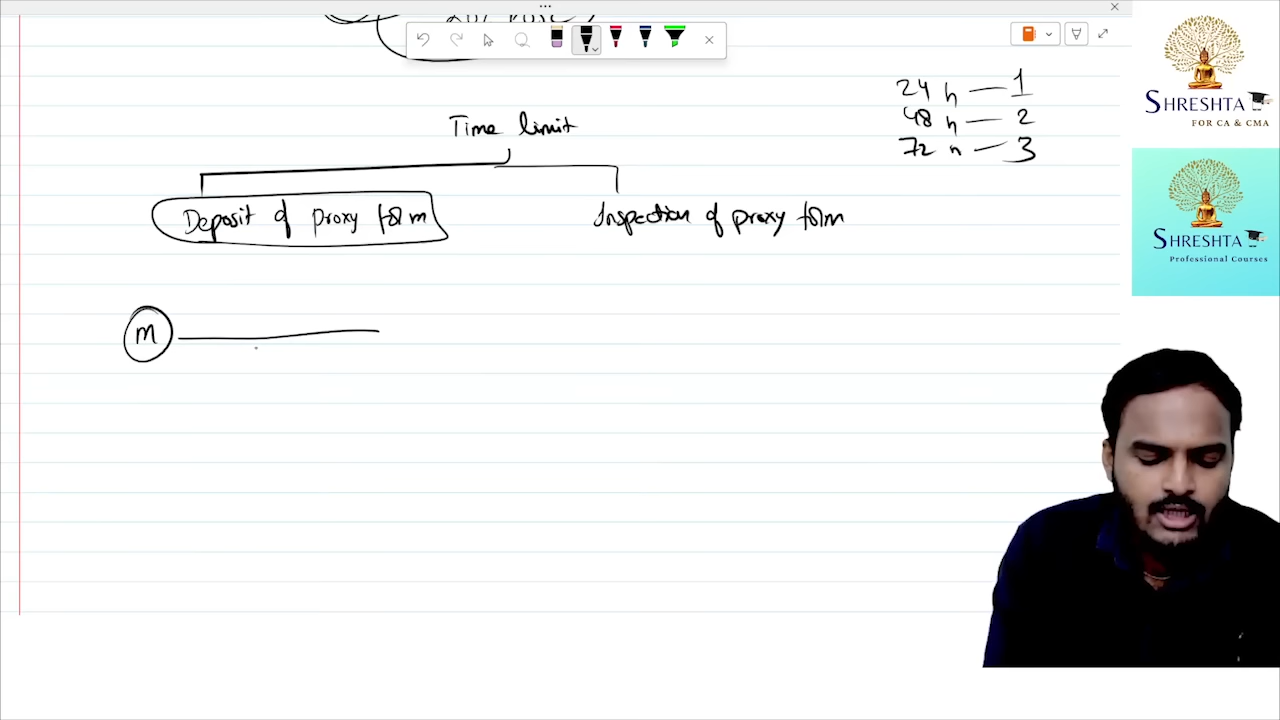 24 h — 1
48 h — 2
72 h — 3
Time limit
Deposit of proxy form
Inspection of proxy form
m
SHRESHTA
FOR CA & CMA
SHRESHTA
Professional Courses